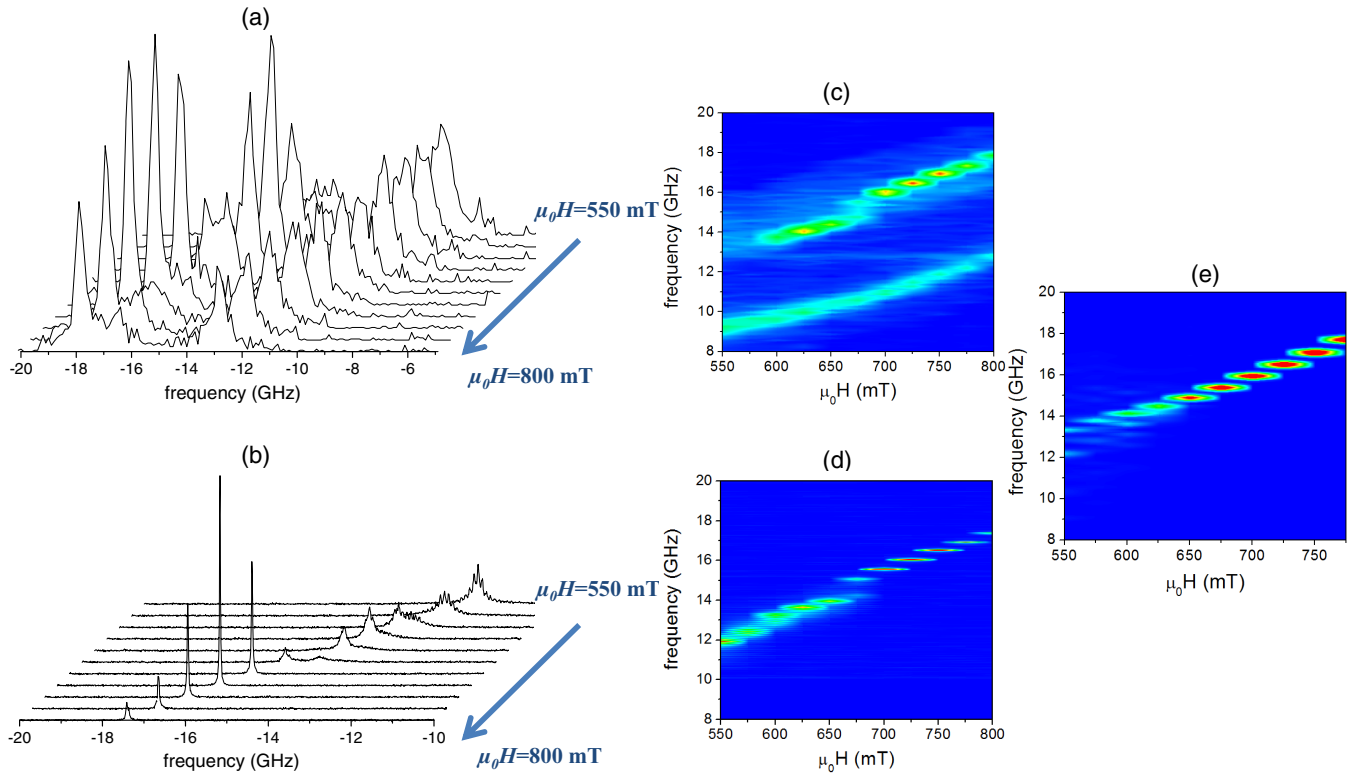 (a)
μ₀H=550 mT
μ₀H=800 mT
-20 -18 -16 -14 -12 -10 -8 -6
frequency (GHz)
(b)
μ₀H=550 mT
μ₀H=800 mT
-20 -18 -16 -14 -12 -10
frequency (GHz)
(c)
20
18
16
14
12
10
8
frequency (GHz)
550 600 650 700 750 800
μ₀H (mT)
(d)
20
18
16
14
12
10
8
frequency (GHz)
550 600 650 700 750 800
μ₀H (mT)
(e)
20
18
16
14
12
10
8
frequency (GHz)
550 600 650 700 750
μ₀H (mT)